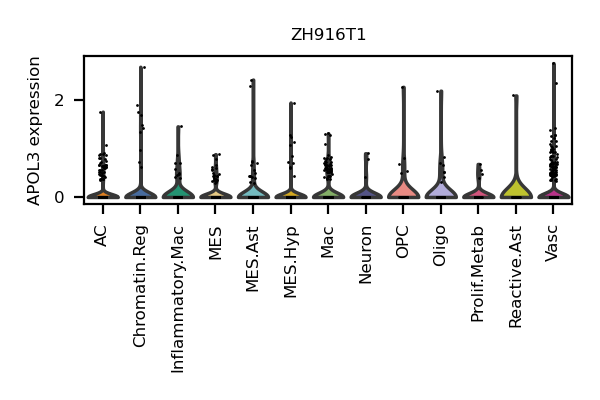 ZH916T1
APOL3 expression
2
0
AC
Chromatin.Reg
Inflammatory.Mac
MES
MES.Ast
MES.Hyp
Mac
Neuron
OPC
Oligo
Prolif.Metab
Reactive.Ast
Vasc